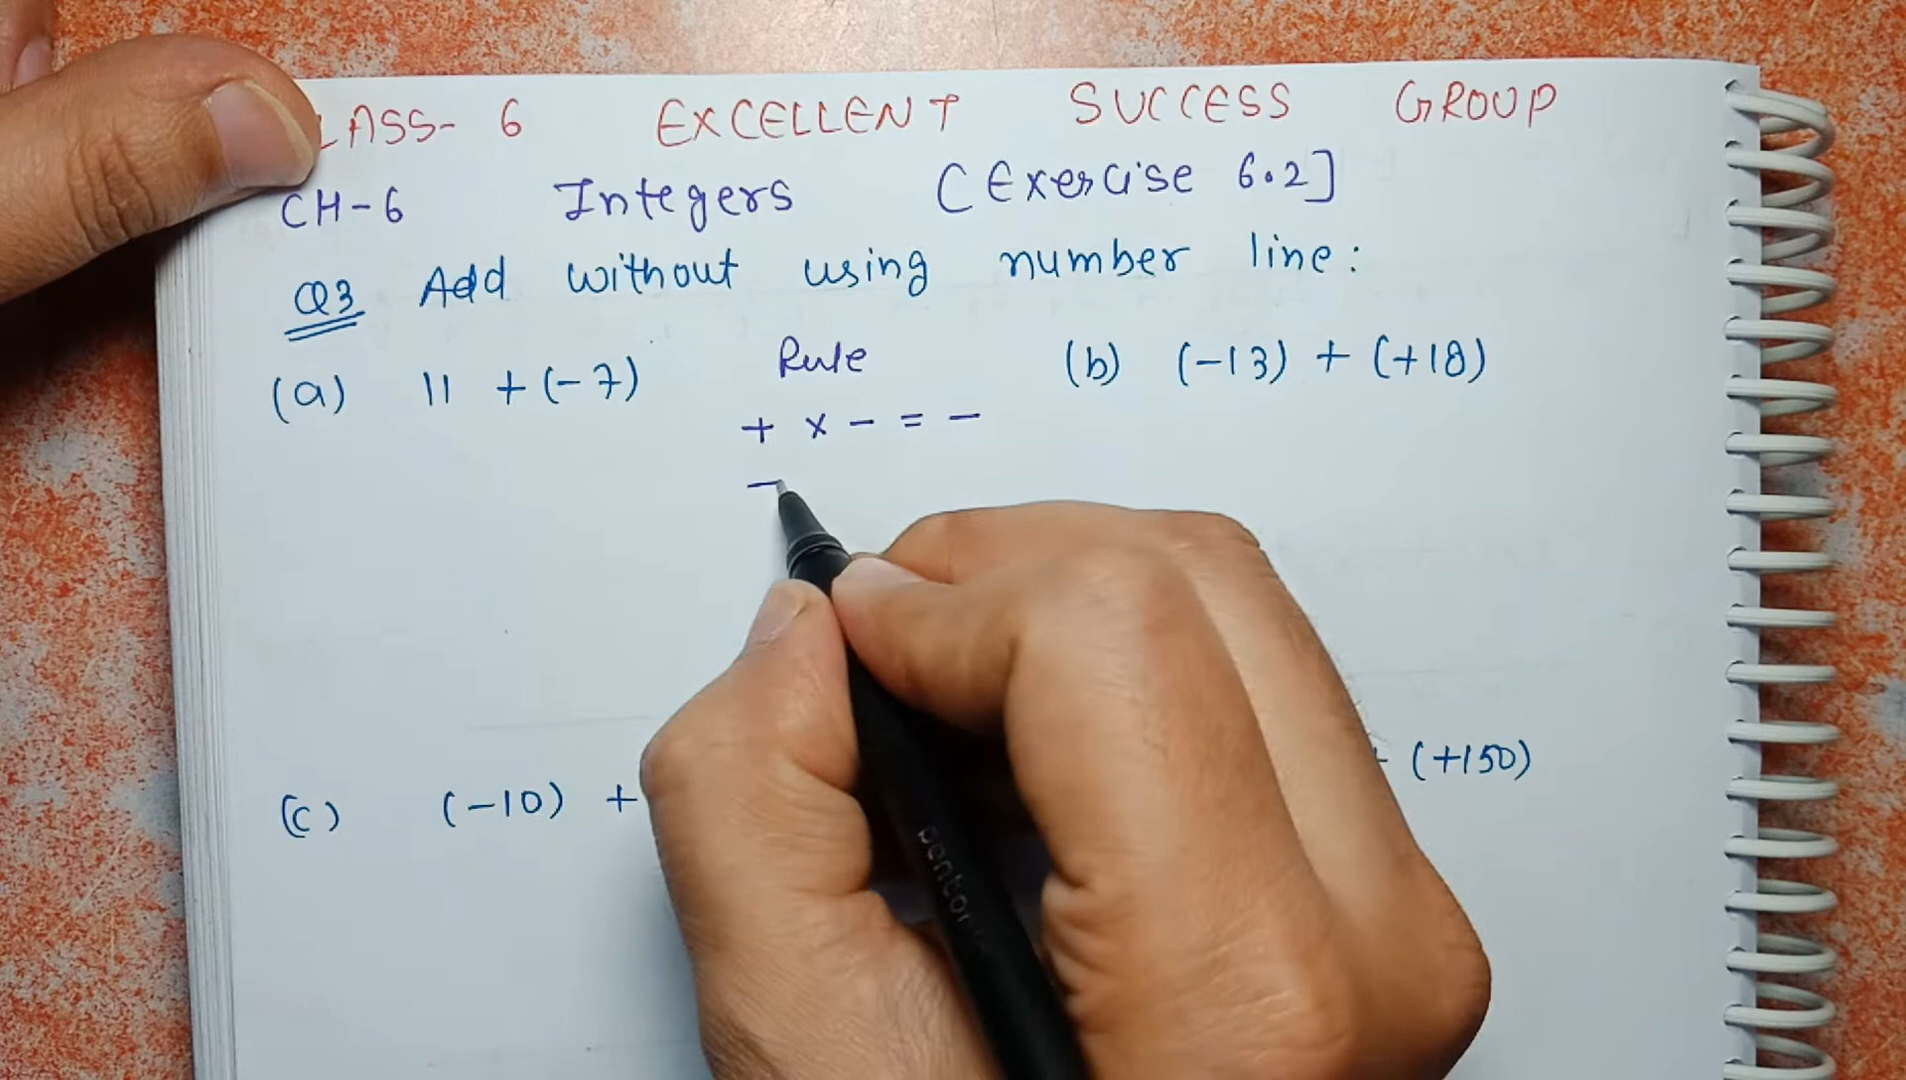 LASS- 6 EXCELLENT SUCCESS GROUP
CH-6 Integers [Exercise 6.2]
Q3 Add without using number line:
(a) 11 + (-7) Rule (b) (-13) + (+18)
+ x - = -
-
(c) (-10) + (+150)
pentonic